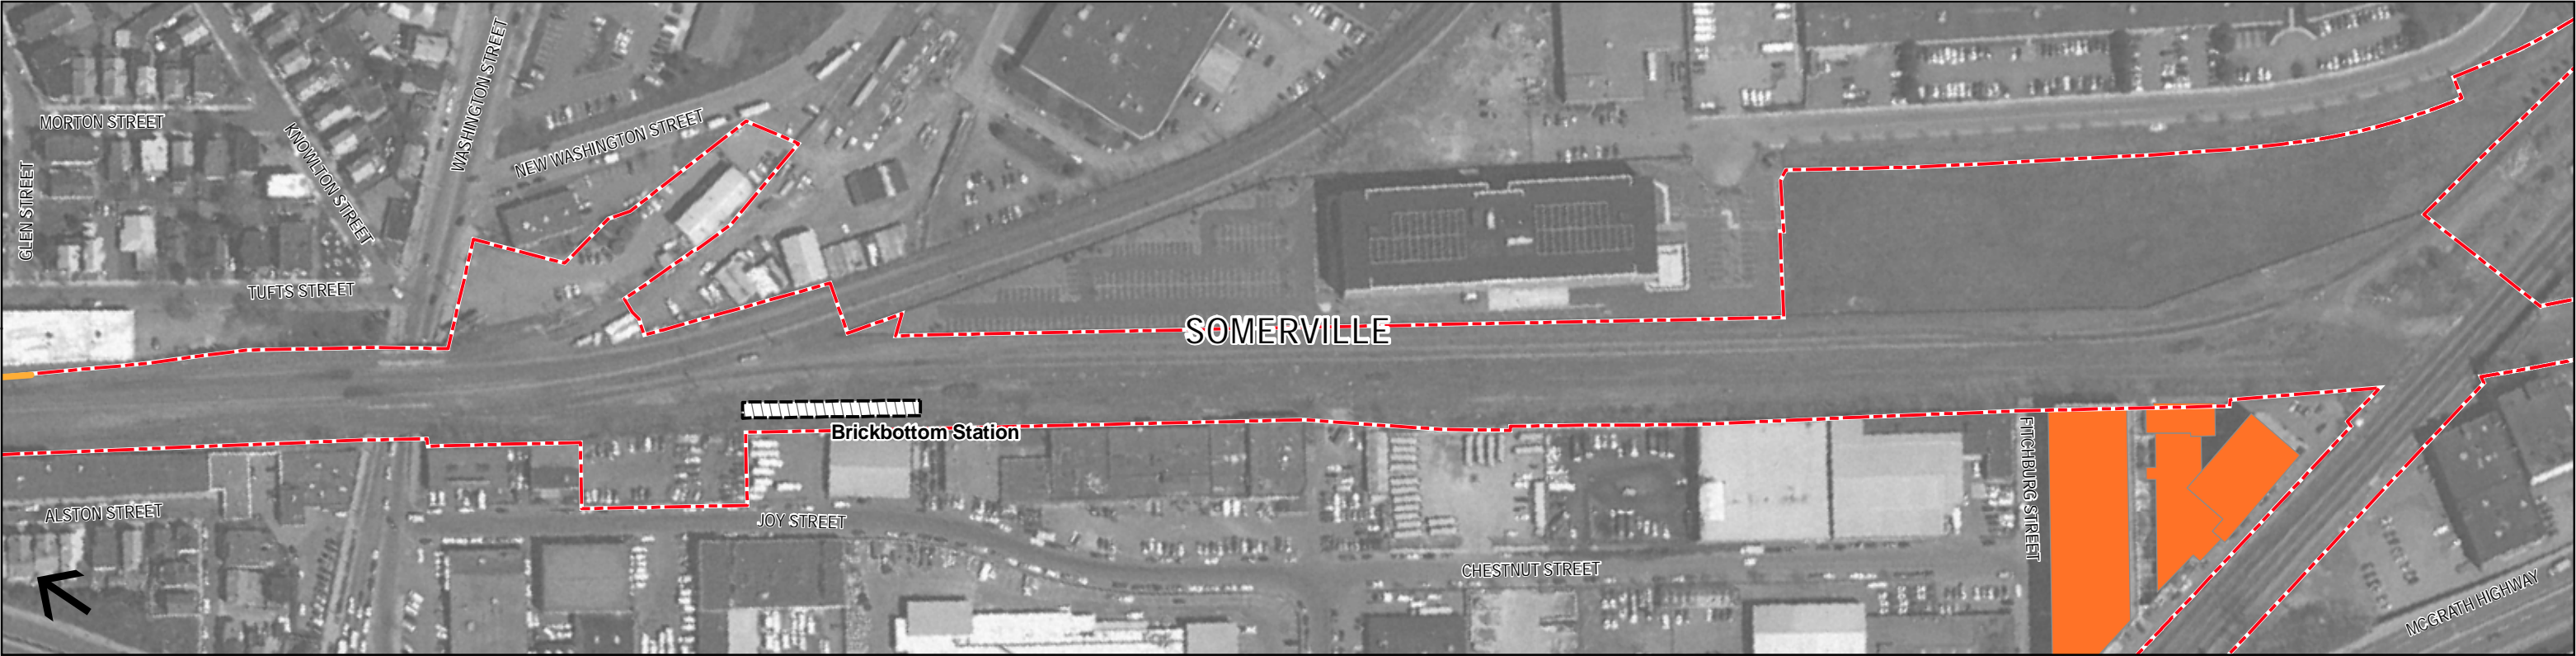 WASHINGTON STREET
MORTON STREET
KNOWLTON STREET
NEW WASHINGTON STREET
GLEN STREET
TUFTS STREET
SOMERVILLE
Brickbottom Station
FITCHBURG STREET
ALSTON STREET
JOY STREET
CHESTNUT STREET
MCGRATH HIGHWAY